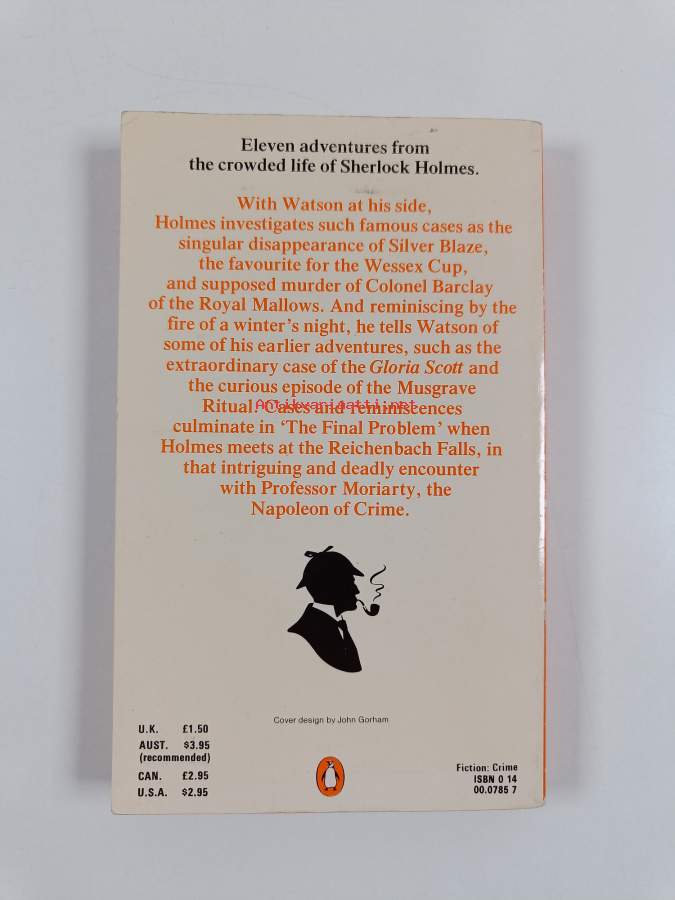 Eleven adventures from
the crowded life of Sherlock Holmes.
With Watson at his side,
Holmes investigates such famous cases as the
singular disappearance of Silver Blaze,
the favourite for the Wessex Cup,
and supposed murder of Colonel Barclay
of the Royal Mallows. And reminiscing by the
fire of a winter's night, he tells Watson of
some of his earlier adventures, such as the
extraordinary case of the Gloria Scott and
the curious episode of the Musgrave
Ritual. Cases and reminiscences
Antikvaripatti.net
culminate in ‘The Final Problem’ when
Holmes meets at the Reichenbach Falls, in
that intriguing and deadly encounter
with Professor Moriarty, the
Napoleon of Crime.
Cover design by John Gorham
U.K. £1.50
AUST. $3.95
(recommended)
CAN. £2.95
U.S.A. $2.95
Fiction: Crime
ISBN 0 14
00.0785 7